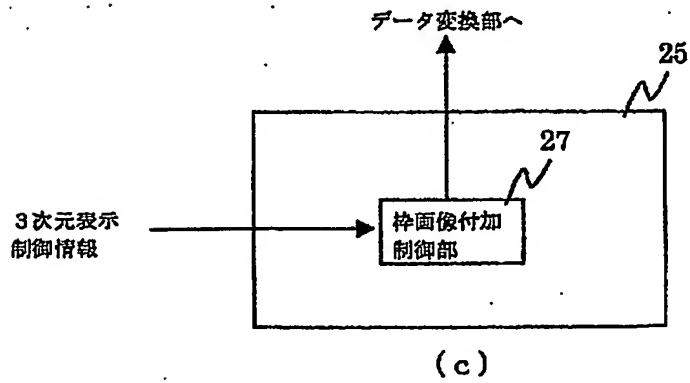 データ変換部へ
25
27
3次元表示
制御情報
枠画像付加
制御部
(c)